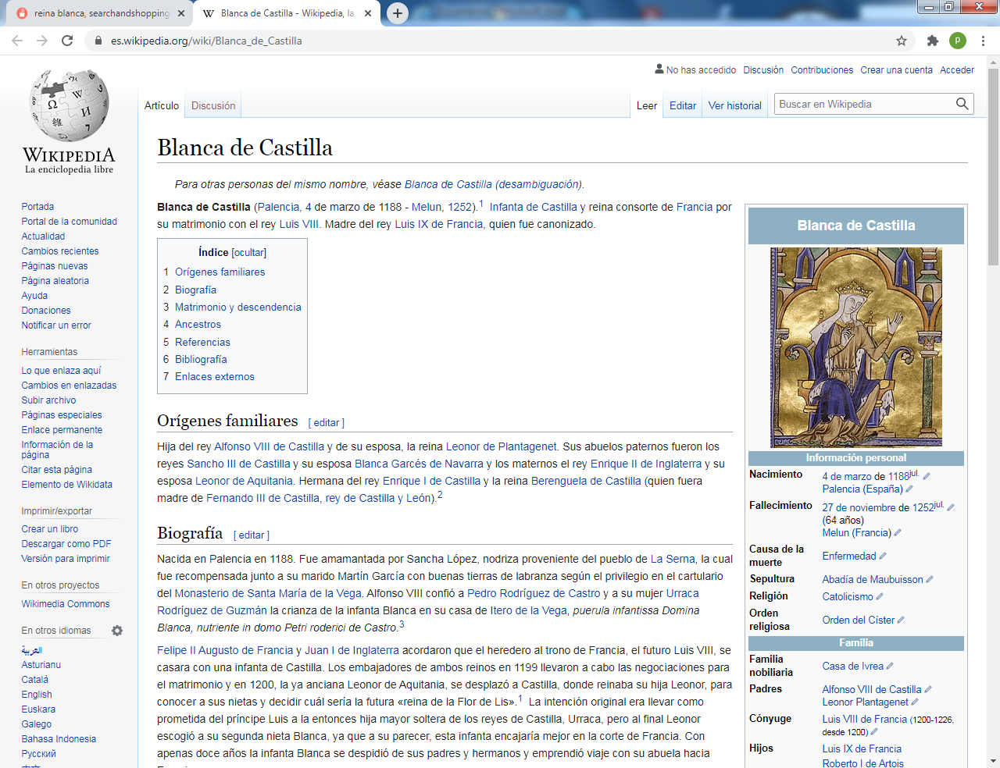 reina blanca, searchandshopping
Blanca de Castilla - Wikipedia, la
es.wikipedia.org/wiki/Blanca_de_Castilla
p
No has accedido Discusión Contribuciones Crear una cuenta Acceder
Artículo Discusión Leer Editar Ver historial Buscar en Wikipedia
WIKIPEDIA
La enciclopedia libre
Portada
Portal de la comunidad
Actualidad
Cambios recientes
Páginas nuevas
Página aleatoria
Ayuda
Donaciones
Notificar un error
Herramientas
Lo que enlaza aquí
Cambios en enlazadas
Subir archivo
Páginas especiales
Enlace permanente
Información de la
página
Citar esta página
Elemento de Wikidata
Imprimir/exportar
Crear un libro
Descargar como PDF
Versión para imprimir
En otros proyectos
Wikimedia Commons
En otros idiomas
العربية
Asturianu
Català
English
Euskara
Galego
Bahasa Indonesia
Русский
Blanca de Castilla
Para otras personas del mismo nombre, véase Blanca de Castilla (desambiguación).
Blanca de Castilla (Palencia, 4 de marzo de 1188 - Melun, 1252).1 Infanta de Castilla y reina consorte de Francia por
su matrimonio con el rey Luis VIII. Madre del rey Luis IX de Francia, quien fue canonizado.
Índice [ocultar]
1 Orígenes familiares
2 Biografía
3 Matrimonio y descendencia
4 Ancestros
5 Referencias
6 Bibliografía
7 Enlaces externos
Orígenes familiares [ editar ]
Hija del rey Alfonso VIII de Castilla y de su esposa, la reina Leonor de Plantagenet. Sus abuelos paternos fueron los
reyes Sancho III de Castilla y su esposa Blanca Garcés de Navarra y los maternos el rey Enrique II de Inglaterra y su
esposa Leonor de Aquitania. Hermana del rey Enrique I de Castilla y la reina Berenguela de Castilla (quien fuera
madre de Fernando III de Castilla, rey de Castilla y León).2
Biografía [ editar ]
Nacida en Palencia en 1188. Fue amamantada por Sancha López, nodriza proveniente del pueblo de La Serna, la cual
fue recompensada junto a su marido Martín García con buenas tierras de labranza según el privilegio en el cartulario
del Monasterio de Santa María de la Vega. Alfonso VIII confió a Pedro Rodríguez de Castro y a su mujer Urraca
Rodríguez de Guzmán la crianza de la infanta Blanca en su casa de Itero de la Vega, puerula infantissa Domina
Blanca, nutriente in domo Petri roderici de Castro.3
Felipe II Augusto de Francia y Juan I de Inglaterra acordaron que el heredero al trono de Francia, el futuro Luis VIII, se
casara con una infanta de Castilla. Los embajadores de ambos reinos en 1199 llevaron a cabo las negociaciones para
el matrimonio y en 1200, la ya anciana Leonor de Aquitania, se desplazó a Castilla, donde reinaba su hija Leonor, para
conocer a sus nietas y decidir cuál sería la futura «reina de la Flor de Lis».1 La intención original era llevar como
prometida del príncipe Luis a la entonces hija mayor soltera de los reyes de Castilla, Urraca, pero al final Leonor
escogió a su segunda nieta Blanca, ya que a su parecer, esta infanta encajaría mejor en la corte de Francia. Con
apenas doce años la infanta Blanca se despidió de sus padres y hermanos y emprendió viaje con su abuela hacia
Blanca de Castilla
Información personal
Nacimiento 4 de marzo de 1188jul.
Palencia (España)
Fallecimiento 27 de noviembre de 1252jul.
(64 años)
Melun (Francia)
Causa de la
muerte Enfermedad
Sepultura Abadía de Maubuisson
Religión Catolicismo
Orden
religiosa Orden del Císter
Familia
Familia
nobiliaria Casa de Ivrea
Padres Alfonso VIII de Castilla
Leonor Plantagenet
Cónyuge Luis VIII de Francia (1200-1226,
desde 1200)
Hijos Luis IX de Francia
Roberto I de Artois